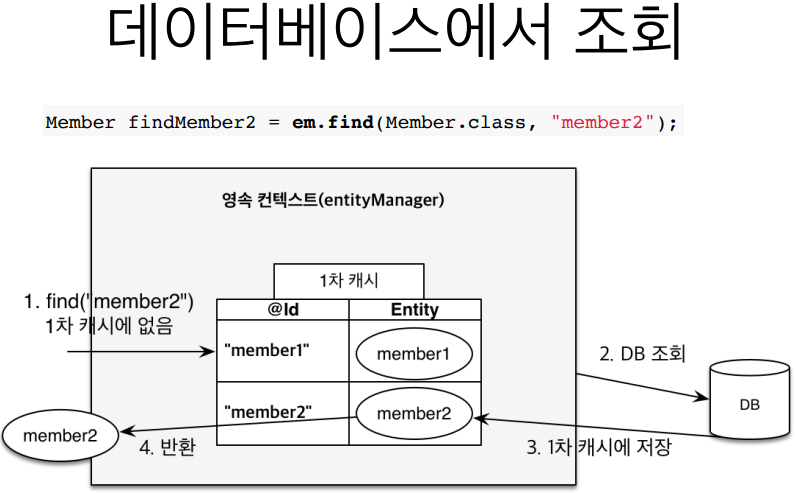 데이터베이스에서 조회
Member findMember2 = em.find(Member.class, "member2");
영속 컨텍스트(entityManager)
1차 캐시
1. find("member2")
1차 캐시에 없음
@Id
Entity
"member1"
member1
2. DB 조회
DB
"member2"
member2
member2
4. 반환
3. 1차 캐시에 저장